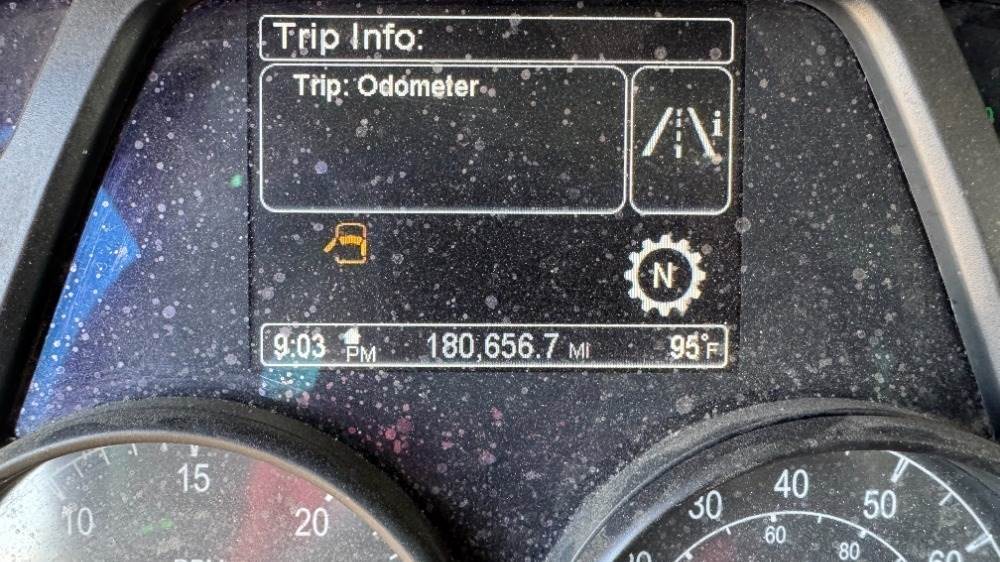 Trip Info:
Trip: Odometer
i
N
9:03 PM 180,656.7 MI 95°F
10 15 20
30 40 50 60
60 80